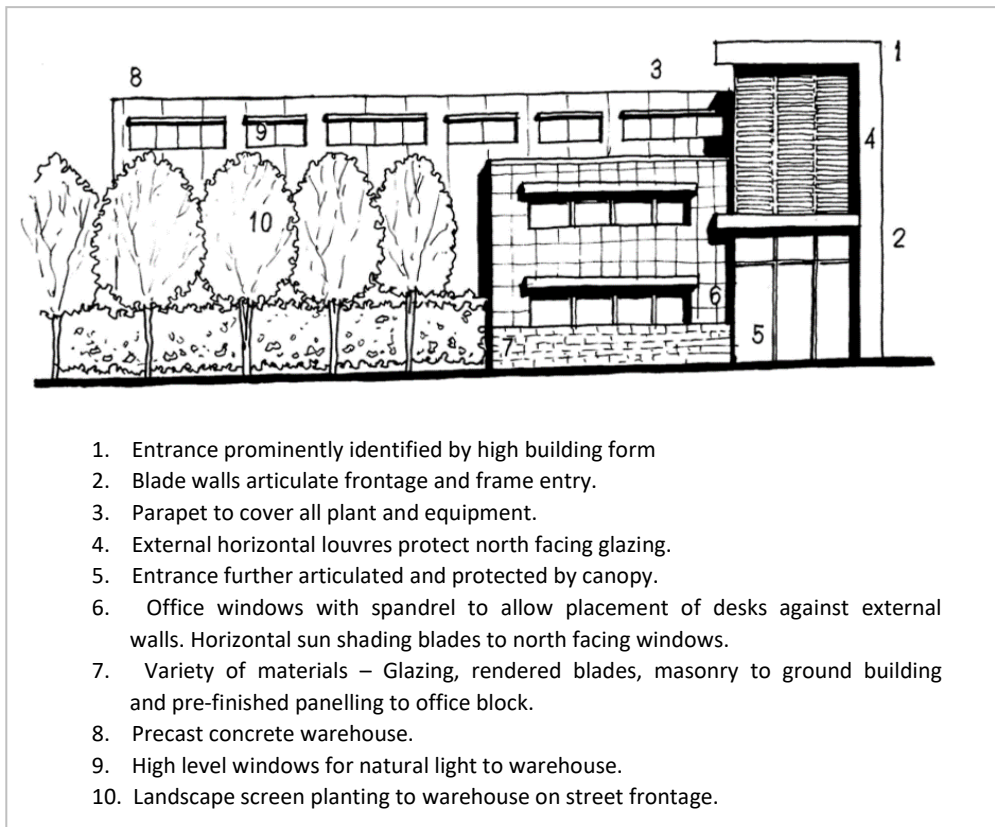 8
3
1
9
4
10
2
6
5
7
1. Entrance prominently identified by high building form
2. Blade walls articulate frontage and frame entry.
3. Parapet to cover all plant and equipment.
4. External horizontal louvres protect north facing glazing.
5. Entrance further articulated and protected by canopy.
6. Office windows with spandrel to allow placement of desks against external
walls. Horizontal sun shading blades to north facing windows.
7. Variety of materials – Glazing, rendered blades, masonry to ground building
and pre-finished panelling to office block.
8. Precast concrete warehouse.
9. High level windows for natural light to warehouse.
10. Landscape screen planting to warehouse on street frontage.